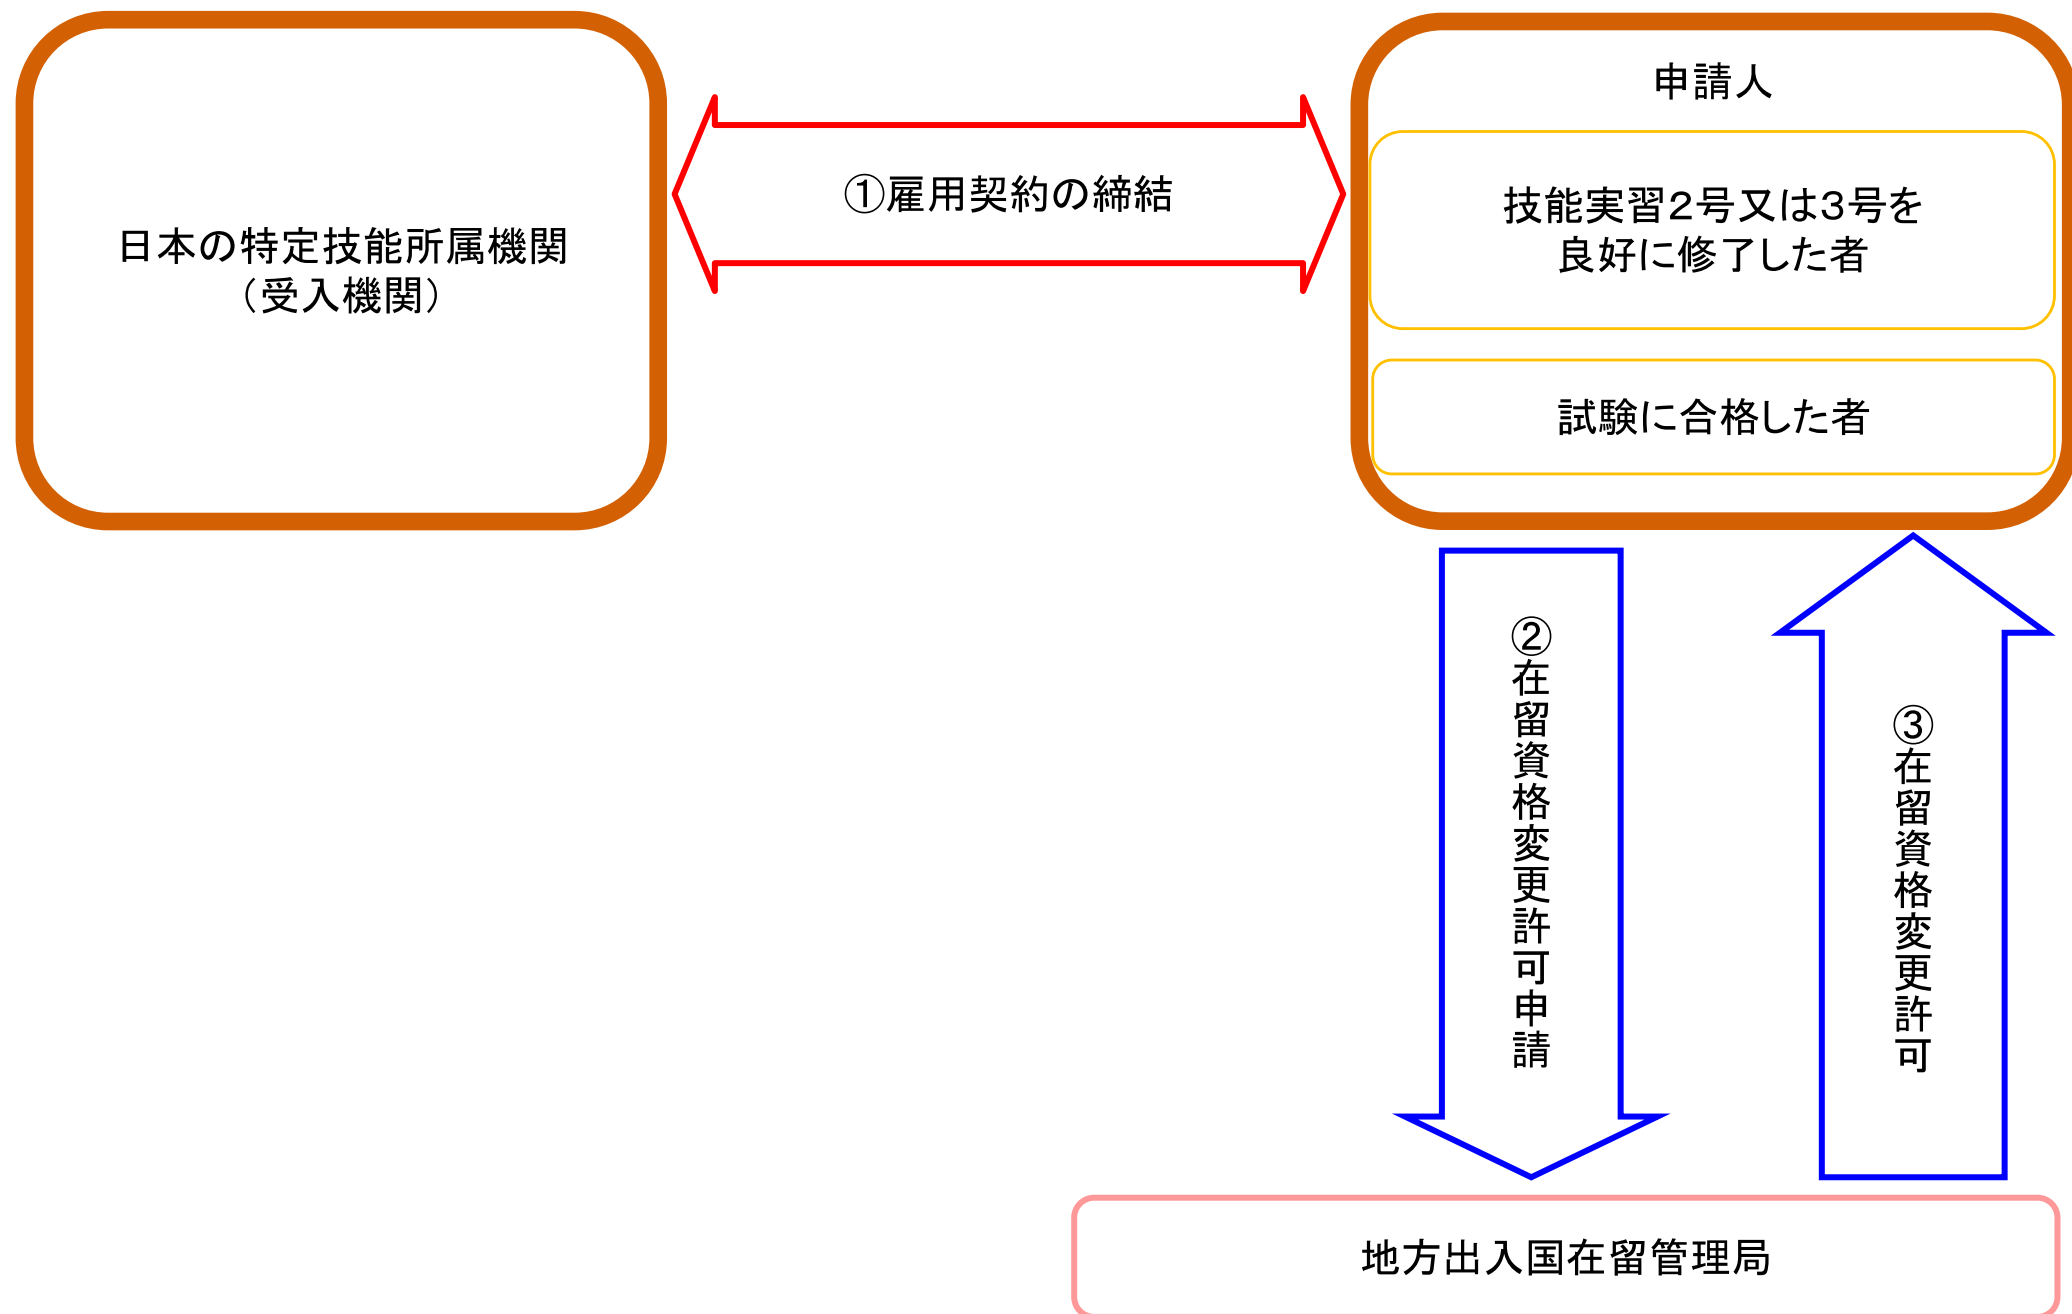 日本の特定技能所属機関
（受入機関）
①雇用契約の締結
申請人
技能実習２号又は３号を
良好に修了した者
試験に合格した者
②在留資格変更許可申請
③在留資格変更許可
地方出入国在留管理局